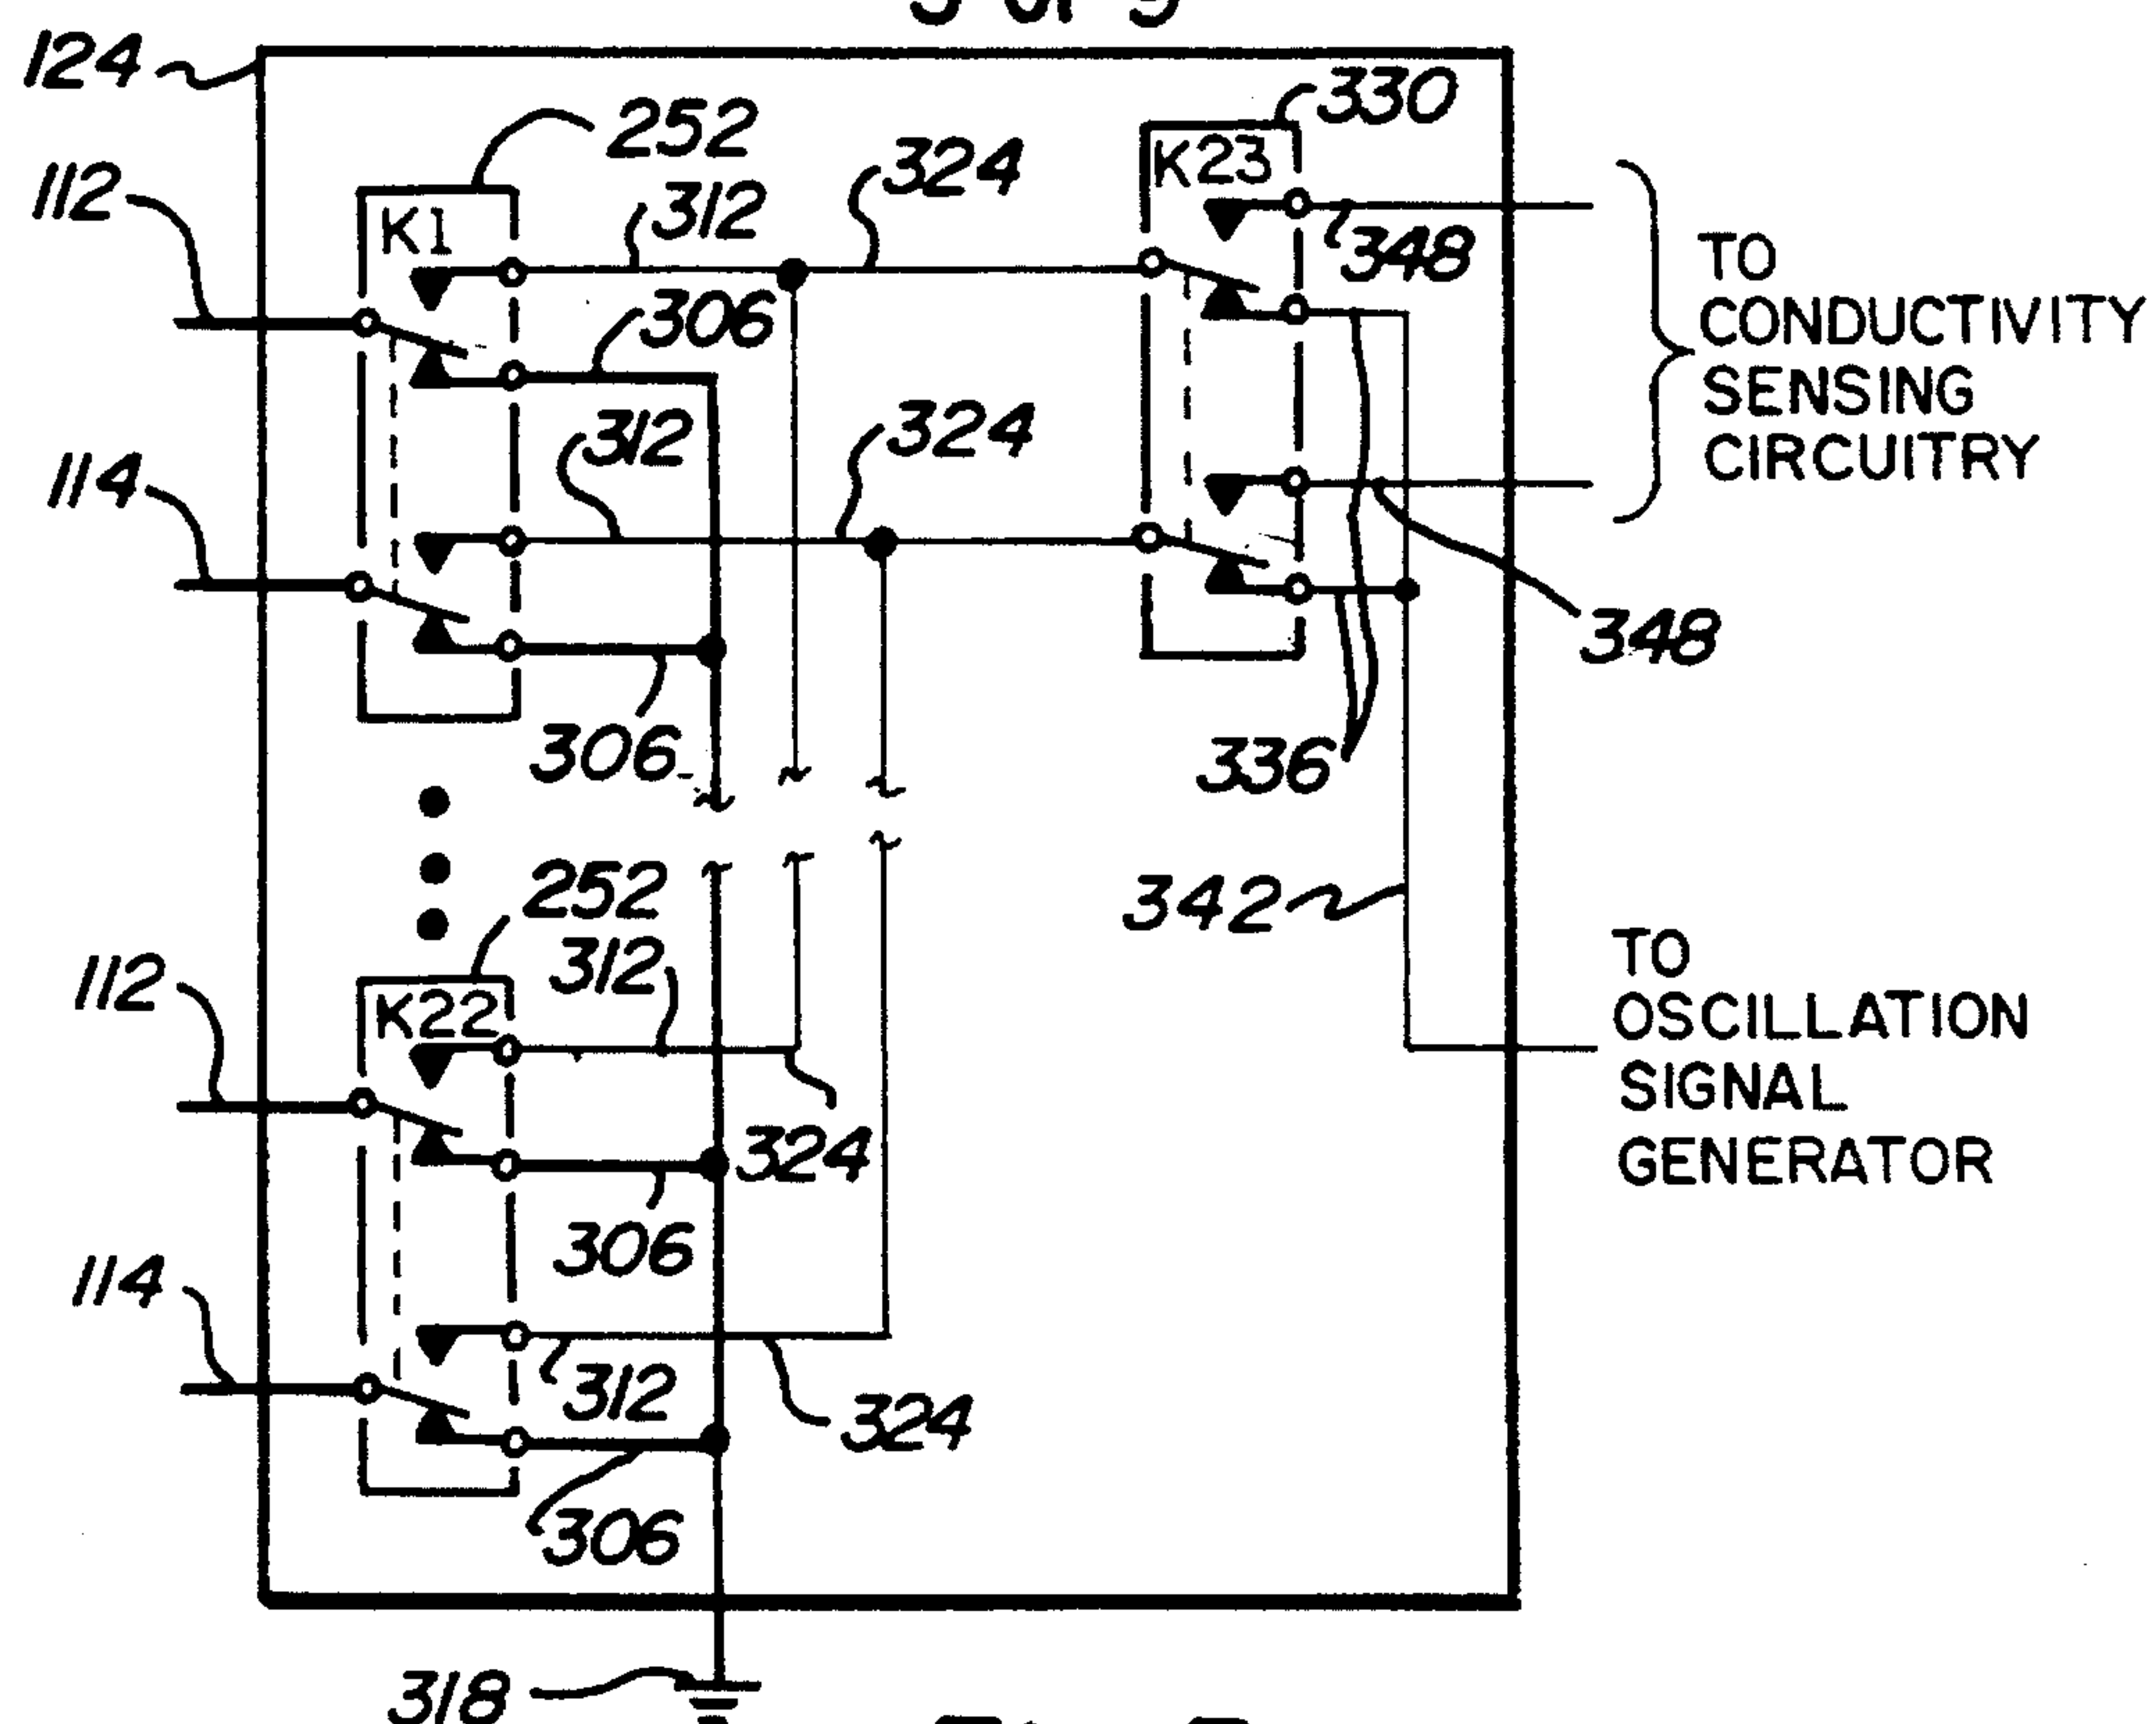 124
252
330
112
312
324
K23
K1
348
306
TO
CONDUCTIVITY
SENSING
CIRCUITRY
312
324
114
348
306
336
252
342
312
112
K22
TO
OSCILLATION
SIGNAL
GENERATOR
324
306
114
312
324
306
318